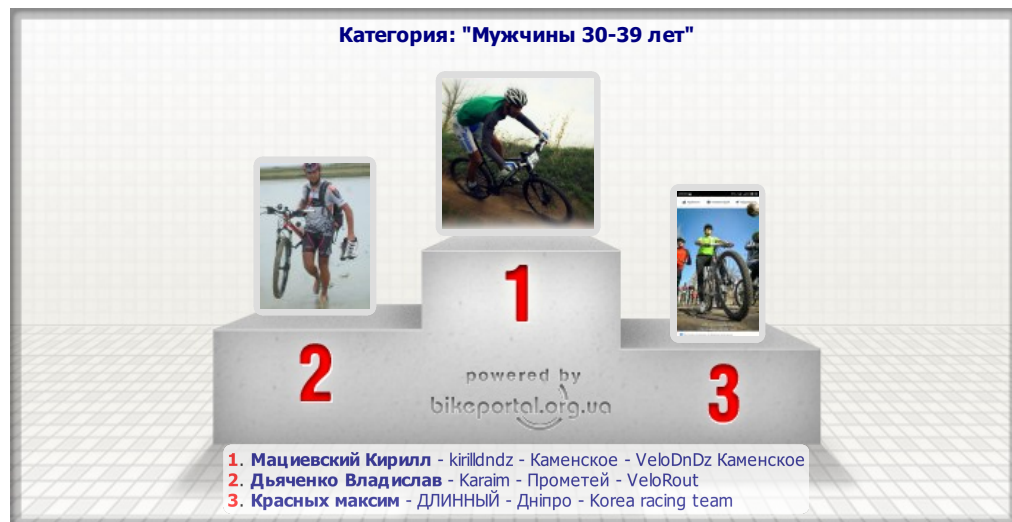 Категория: "Мужчины 30-39 лет"
1
2
3
powered by
bikeportal.org.ua
1. Мациевский Кирилл - kirilldndz - Каменское - VeloDnDz Каменское
2. Дьяченко Владислав - Karaim - Прометей - VeloRout
3. Красных максим - ДЛИННЫЙ - Дніпро - Korea racing team